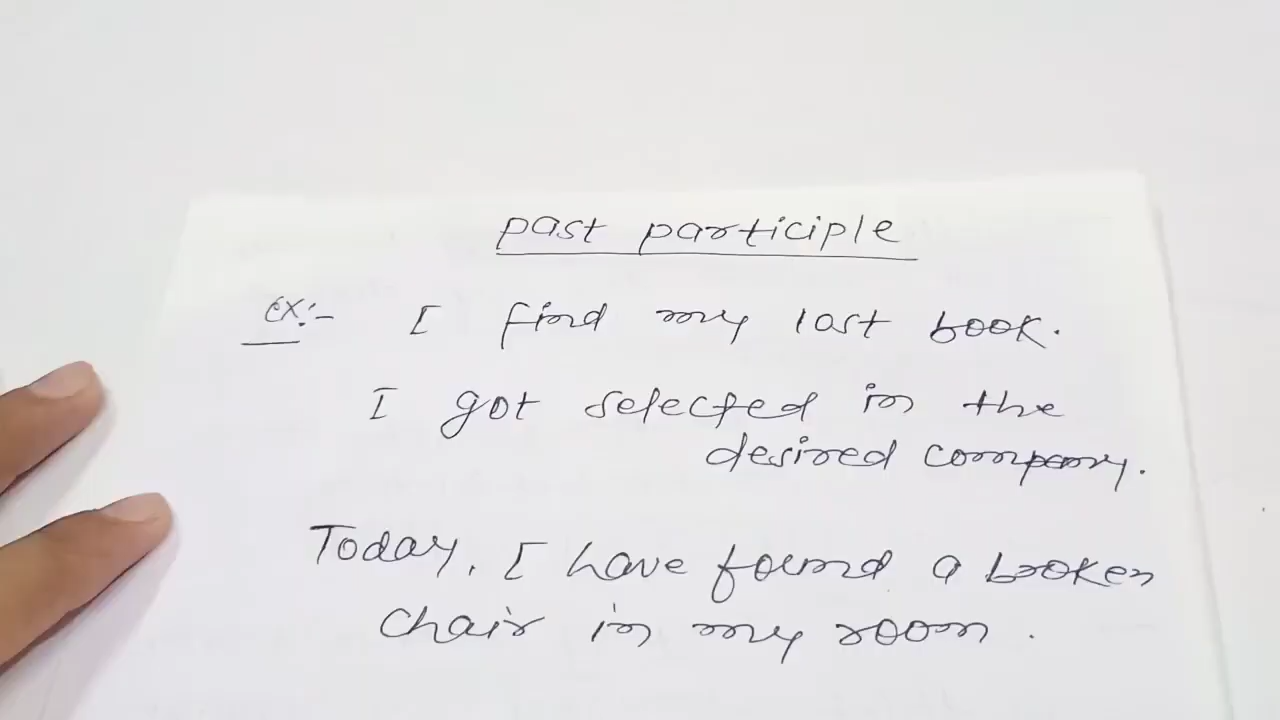 past participle
ex:- I find my lost book.
I got selected in the
desired company.
Today, I have found a broken
chair in my room.